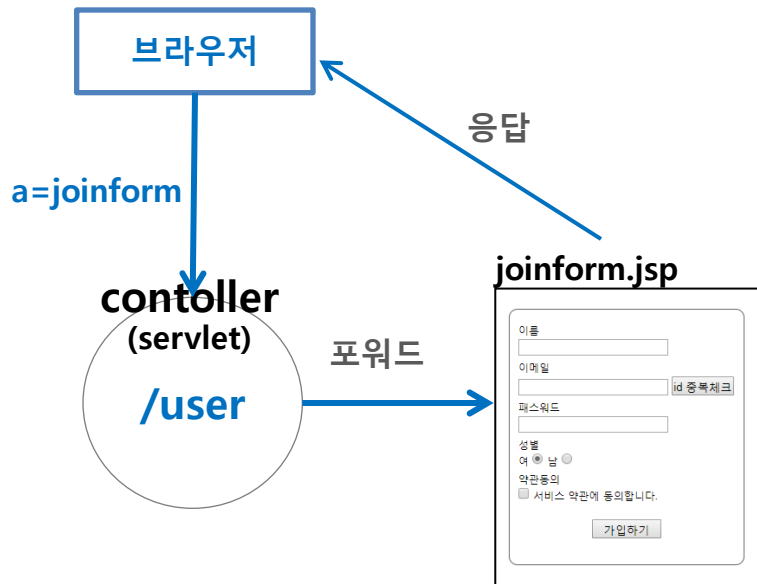 브라우저
응답
a=joinform
joinform.jsp
contoller
(servlet)
포워드
/user
이름
이메일
id 중복체크
패스워드
성별
여 남
약관동의
서비스 약관에 동의합니다.
가입하기